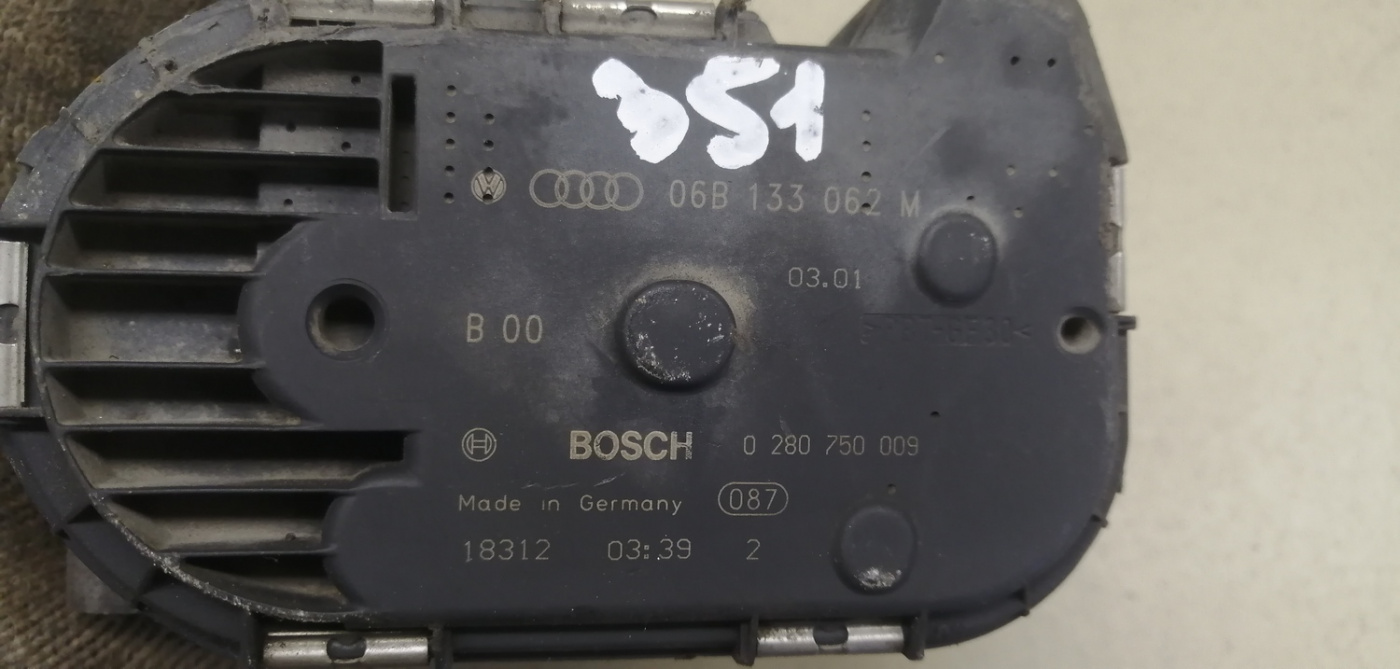 351
06B 133 062 M
03.01
B 00
BOSCH 0 280 750 009
Made in Germany 087
18312 03:39 2